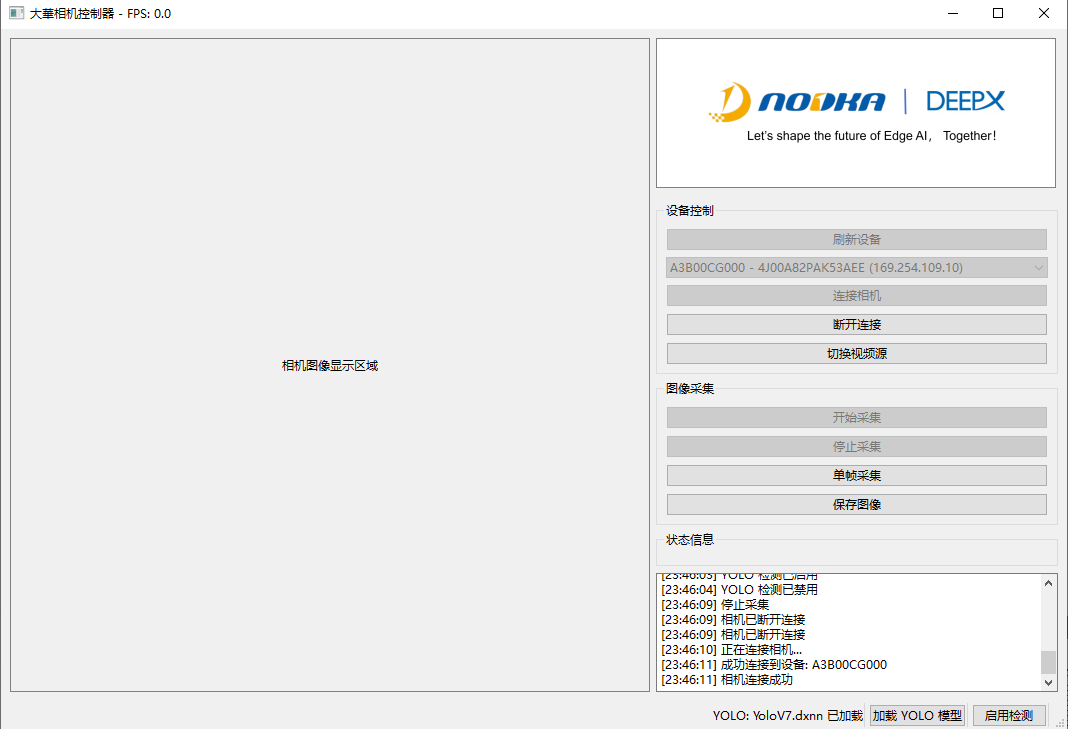 大華相机控制器 - FPS: 0.0
相机图像显示区域
NODKA | DEEPX
Let's shape the future of Edge AI， Together!
设备控制
刷新设备
A3B00CG000 - 4J00A82PAK53AEE (169.254.109.10)
连接相机
断开连接
切换视频源
图像采集
开始采集
停止采集
单帧采集
保存图像
状态信息
[23:46:03] YOLO 检测已启用
[23:46:04] YOLO 检测已禁用
[23:46:09] 停止采集
[23:46:09] 相机已断开连接
[23:46:09] 相机已断开连接
[23:46:10] 正在连接相机...
[23:46:11] 成功连接到设备: A3B00CG000
[23:46:11] 相机连接成功
YOLO: YoloV7.dxnn 已加载 加载 YOLO 模型 启用检测